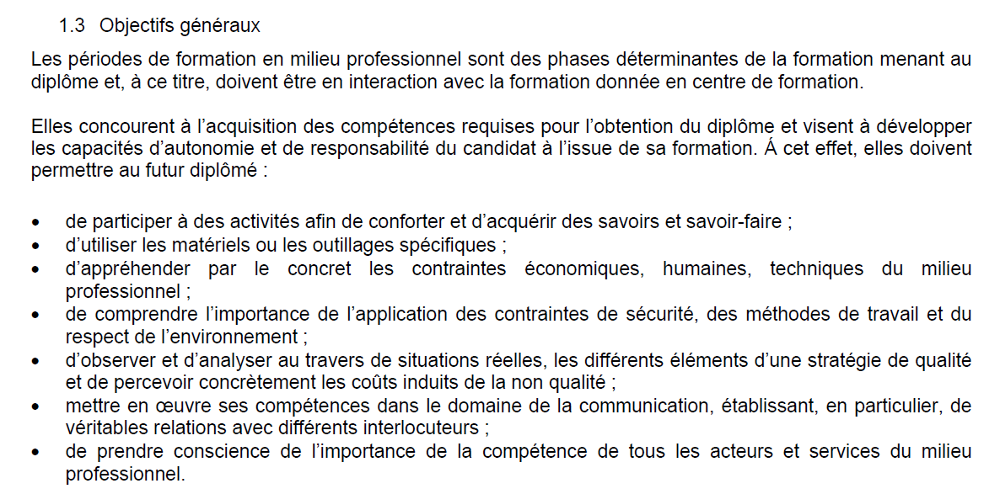 1.3 Objectifs généraux
Les périodes de formation en milieu professionnel sont des phases déterminantes de la formation menant au
diplôme et, à ce titre, doivent être en interaction avec la formation donnée en centre de formation.
Elles concourent à l’acquisition des compétences requises pour l’obtention du diplôme et visent à développer
les capacités d’autonomie et de responsabilité du candidat à l’issue de sa formation. Á cet effet, elles doivent
permettre au futur diplômé :
• de participer à des activités afin de conforter et d’acquérir des savoirs et savoir-faire ;
• d’utiliser les matériels ou les outillages spécifiques ;
• d’appréhender par le concret les contraintes économiques, humaines, techniques du milieu
professionnel ;
• de comprendre l’importance de l’application des contraintes de sécurité, des méthodes de travail et du
respect de l’environnement ;
• d’observer et d’analyser au travers de situations réelles, les différents éléments d’une stratégie de qualité
et de percevoir concrètement les coûts induits de la non qualité ;
• mettre en œuvre ses compétences dans le domaine de la communication, établissant, en particulier, de
véritables relations avec différents interlocuteurs ;
• de prendre conscience de l’importance de la compétence de tous les acteurs et services du milieu
professionnel.